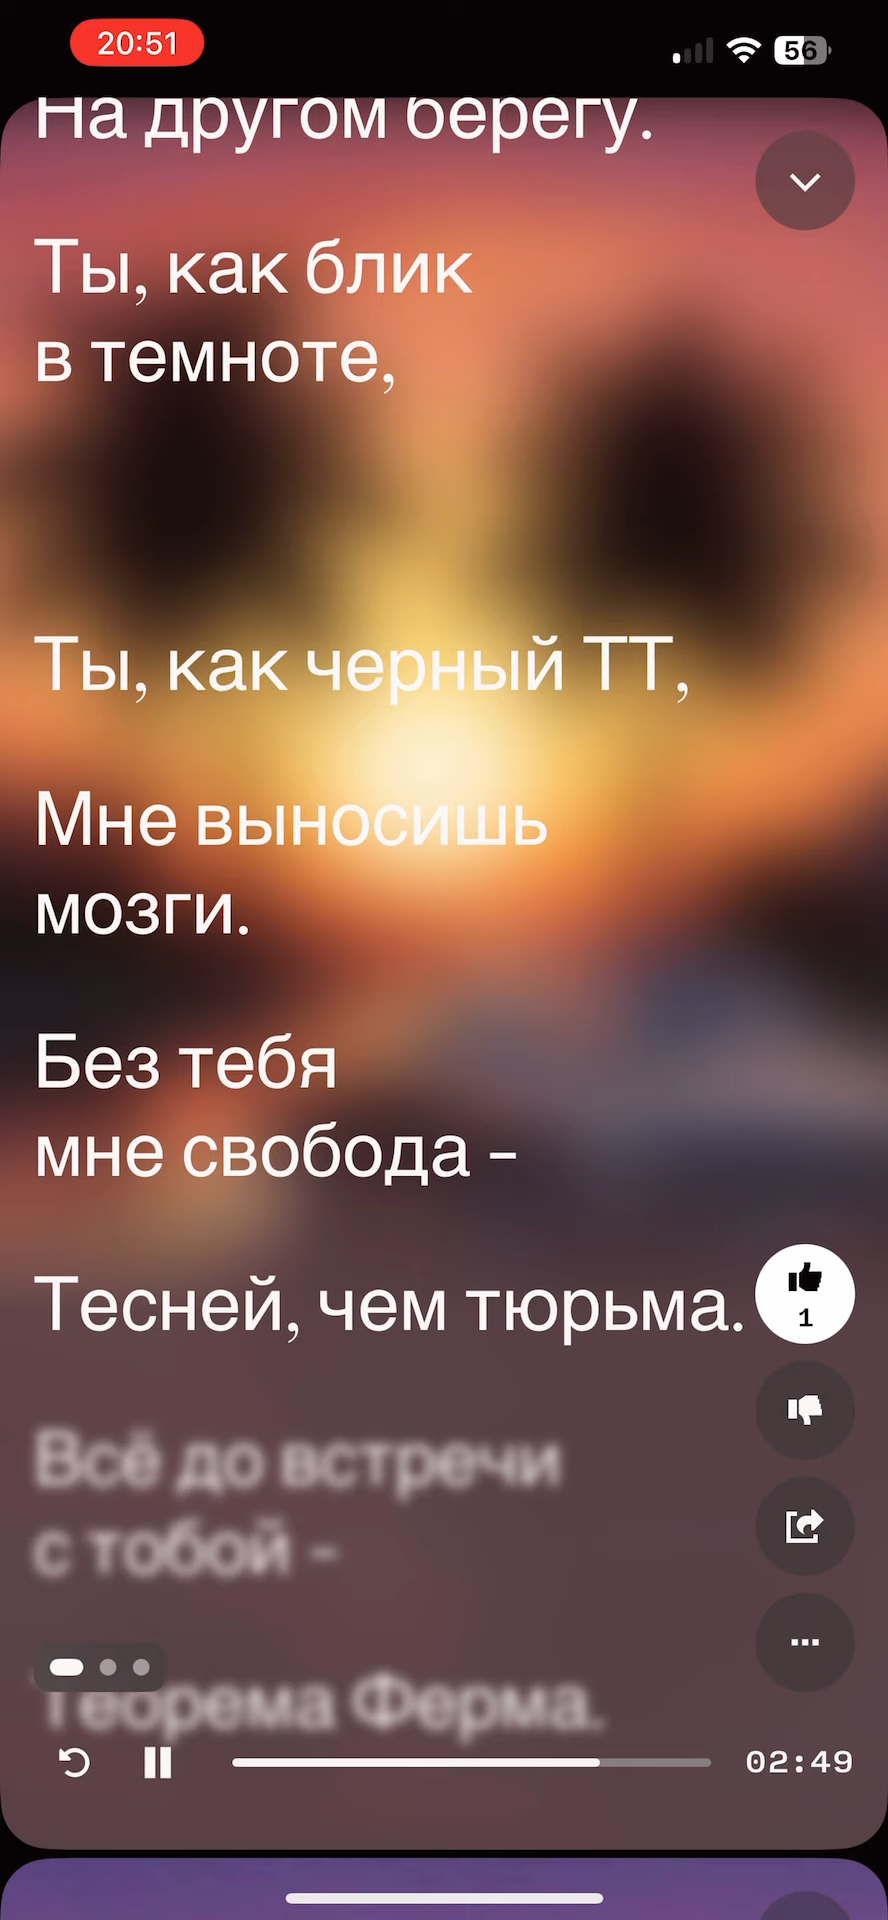 20:51
56
На другом берегу.
Ты, как блик
в темноте,
Ты, как черный ТТ,
Мне выносишь
мозги.
Без тебя
мне свобода –
Тесней, чем тюрьма.
1
Всё до встречи
с тобой –
Теорема Ферма.
02:49